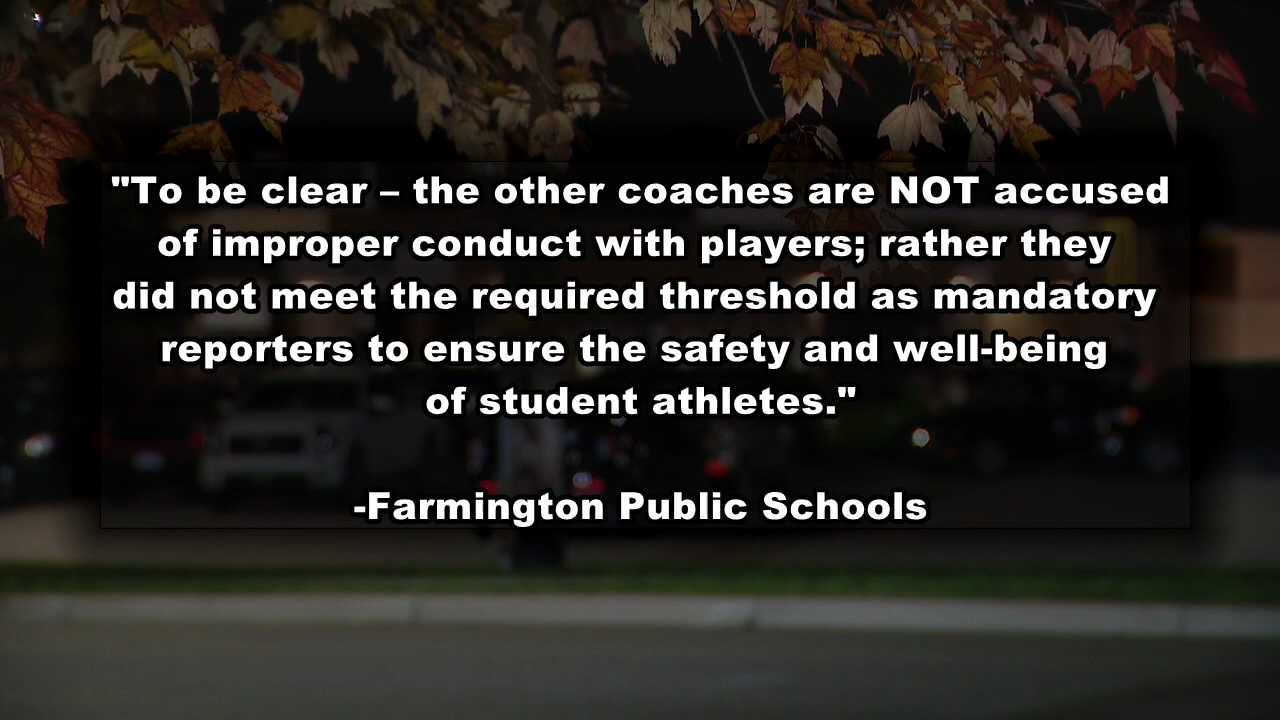 "To be clear – the other coaches are NOT accused
of improper conduct with players; rather they
did not meet the required threshold as mandatory
reporters to ensure the safety and well-being
of student athletes."
-Farmington Public Schools